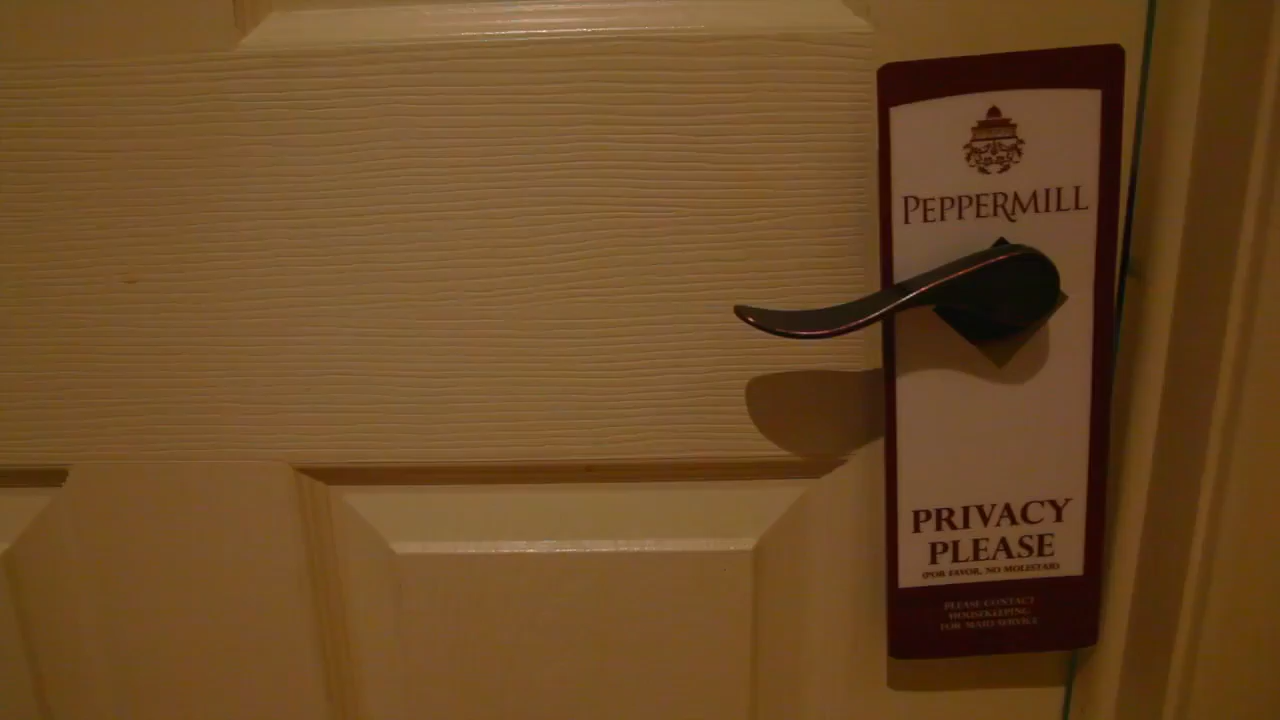 PEPPERMILL
PRIVACY
PLEASE
(POR FAVOR, NO MOLESTAR)
PLEASE CONTACT
HOUSEKEEPING
FOR MAID SERVICE